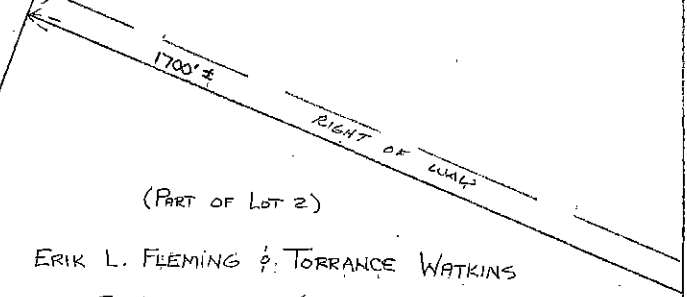 1700' ±
RIGHT OF WAY
(PART OF LOT 2)
ERIK L. FLEMING & TORRANCE WATKINS